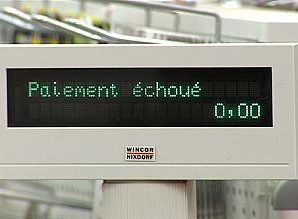 Paiement échoué
0,00
WINCOR
NIXDORF